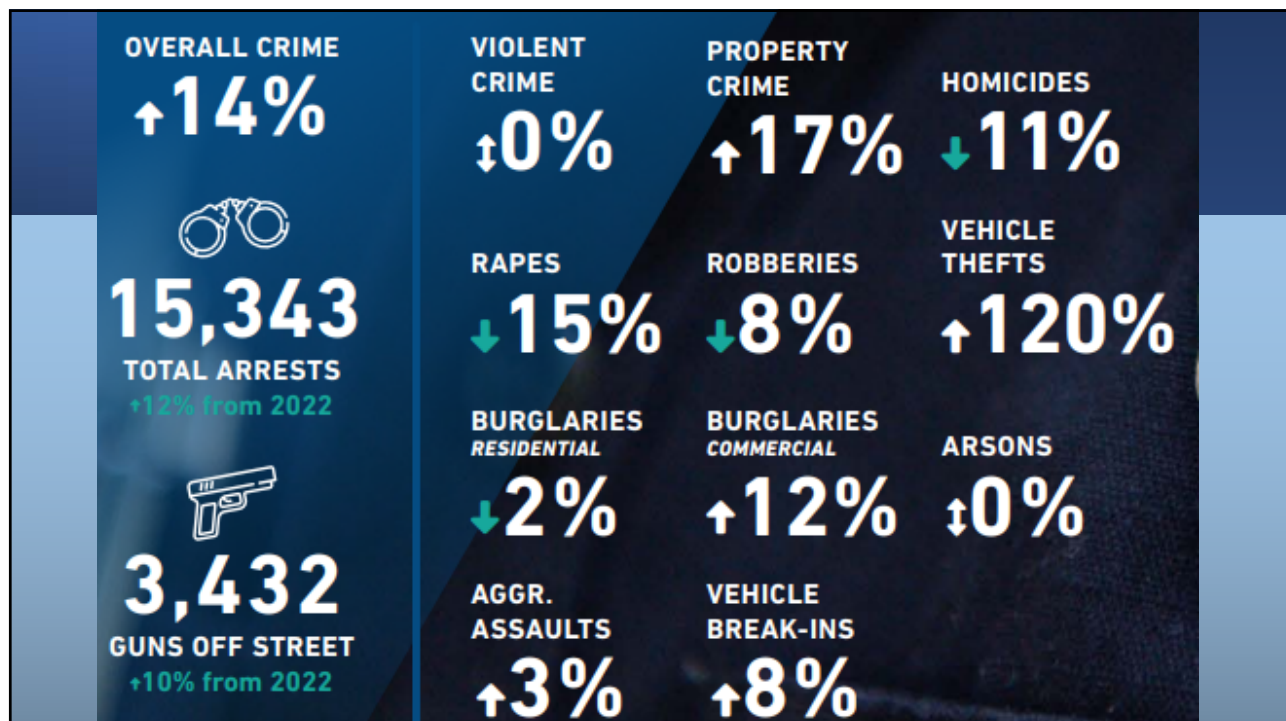 OVERALL CRIME
↑14%
15,343
TOTAL ARRESTS
↑12% from 2022
3,432
GUNS OFF STREET
↑10% from 2022
VIOLENT
CRIME
↕0%
PROPERTY
CRIME
↑17%
HOMICIDES
↓11%
RAPES
↓15%
ROBBERIES
↓8%
VEHICLE
THEFTS
↑120%
BURGLARIES
RESIDENTIAL
↓2%
BURGLARIES
COMMERCIAL
↑12%
ARSONS
↕0%
AGGR.
ASSAULTS
↑3%
VEHICLE
BREAK-INS
↑8%